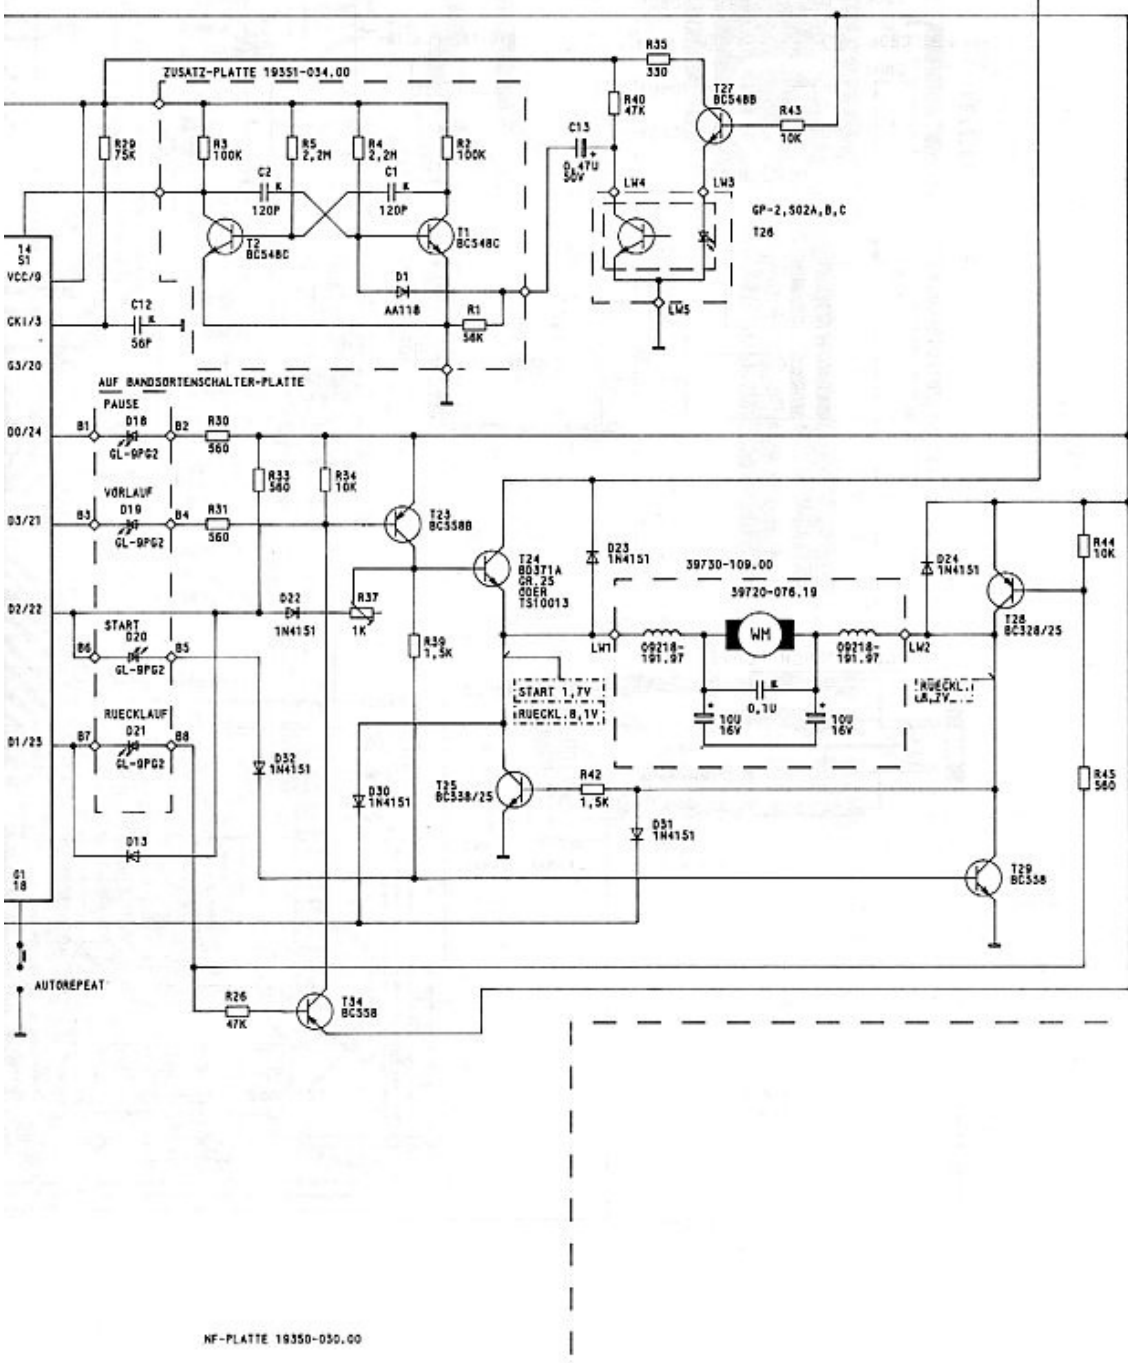 R35
330
ZUSATZ-PLATTE 19351-034.00
T27
BC548B
R40
47K
R43
10K
C13
0,47U
50V
R29
75K
R3
100K
R5
2,2M
R4
2,2M
R2
100K
C2
K
120P
C1
K
120P
LW4
LW3
GP-2,S02A,B,C
T26
T2
BC548C
T1
BC548C
14
S1
VCC/9
D1
AA118
R1
56K
LW5
C12
K
56P
CKI/3
G3/20
AUF BANDSORTENSCHALTER-PLATTE
PAUSE
B1
D18
B2
R30
560
D0/24
GL-9PG2
R33
560
R34
10K
VORLAUF
B3
D19
B4
R31
560
D3/21
GL-9PG2
T23
BC558B
T24
BD371A
GR.25
ODER
TS10013
D23
1N4151
39730-109.00
39720-076.19
D24
1N4151
R44
10K
D2/22
D22
1N4151
R37
1K
T28
BC328/25
START
B6
D20
B5
GL-9PG2
R39
1,5K
WM
LW1
09218-
191.97
09218-
191.97
LW2
START 1,7V
RUECKL.8,1V
K
0,1U
10U
16V
10U
16V
RUECKL.
8,2V
RUECKLAUF
B7
D21
B8
D1/23
GL-9PG2
D32
1N4151
D30
1N4151
T25
BC338/25
R42
1,5K
R45
560
D31
1N4151
D13
T29
BC338
G1
18
AUTOREPEAT
R26
47K
T34
BC558
NF-PLATTE 19350-030.00